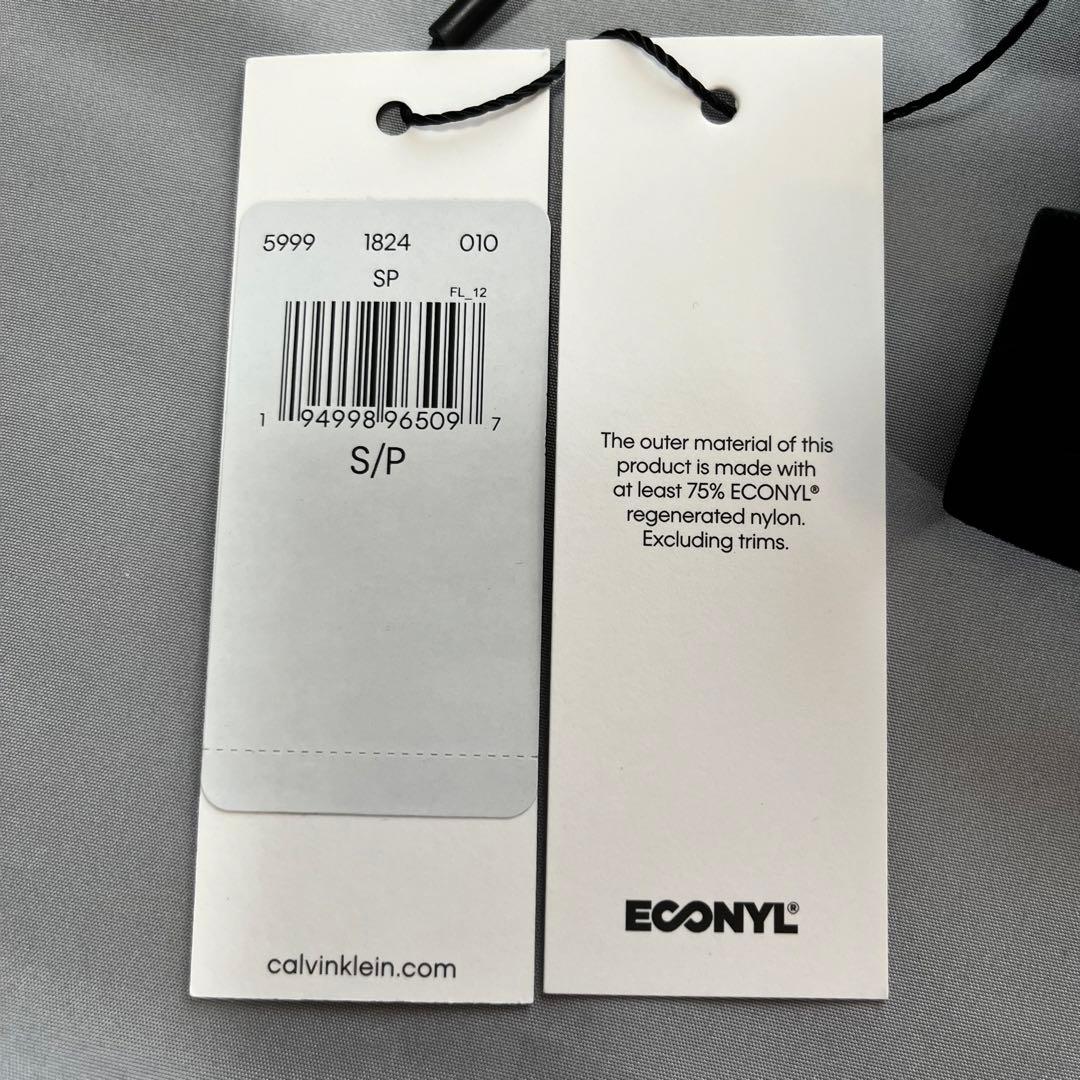 5999 1824 010
SP
FL_12
1 94998 96509 7
S/P
calvinklein.com
The outer material of this
product is made with
at least 75% ECONYL®
regenerated nylon.
Excluding trims.
ECONYL®